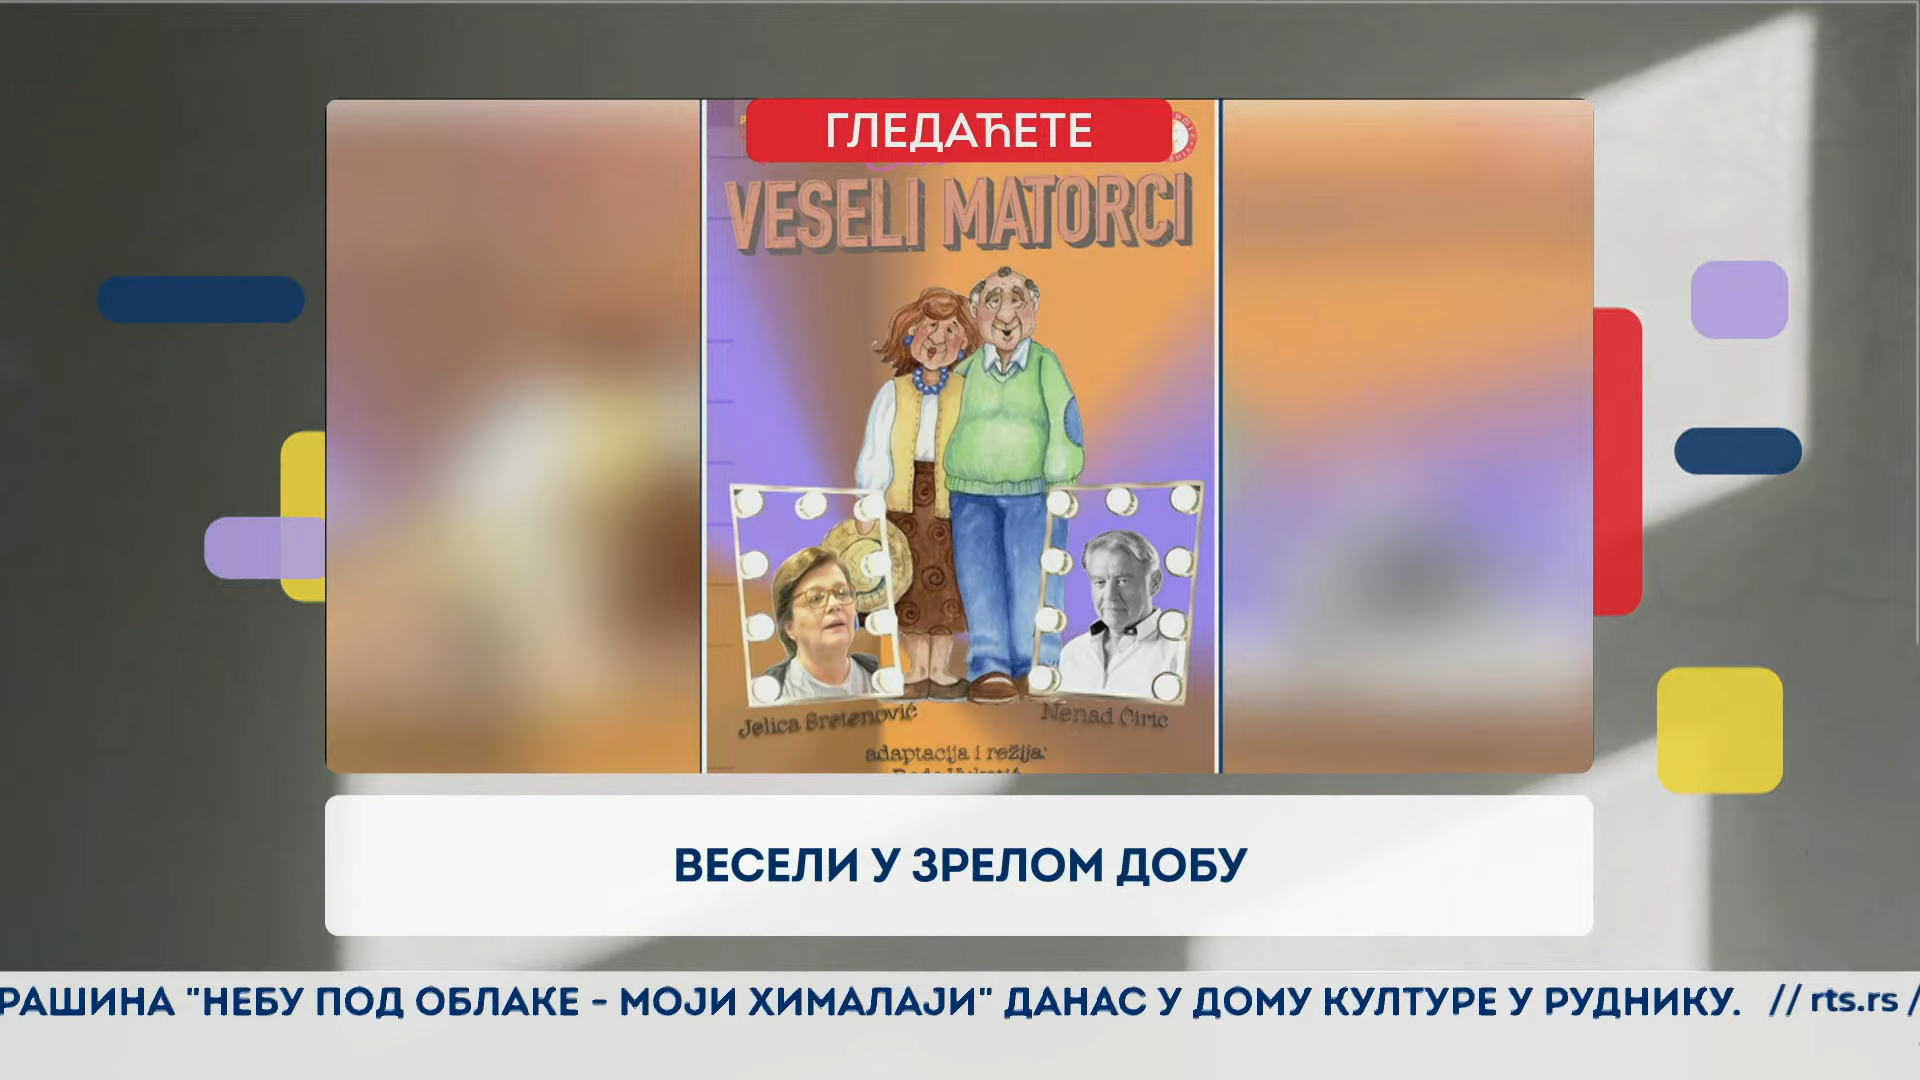 ГЛЕДАЋЕТЕ
VESELI MATORCI
Jelica Sretenović
Nenad Ćirić
adaptacija i režija:
ВЕСЕЛИ У ЗРЕЛОМ ДОБУ
РАШИНА "НЕБУ ПОД ОБЛАКЕ - МОЈИ ХИМАЛАЈИ" ДАНАС У ДОМУ КУЛТУРЕ У РУДНИКУ. // rts.rs /